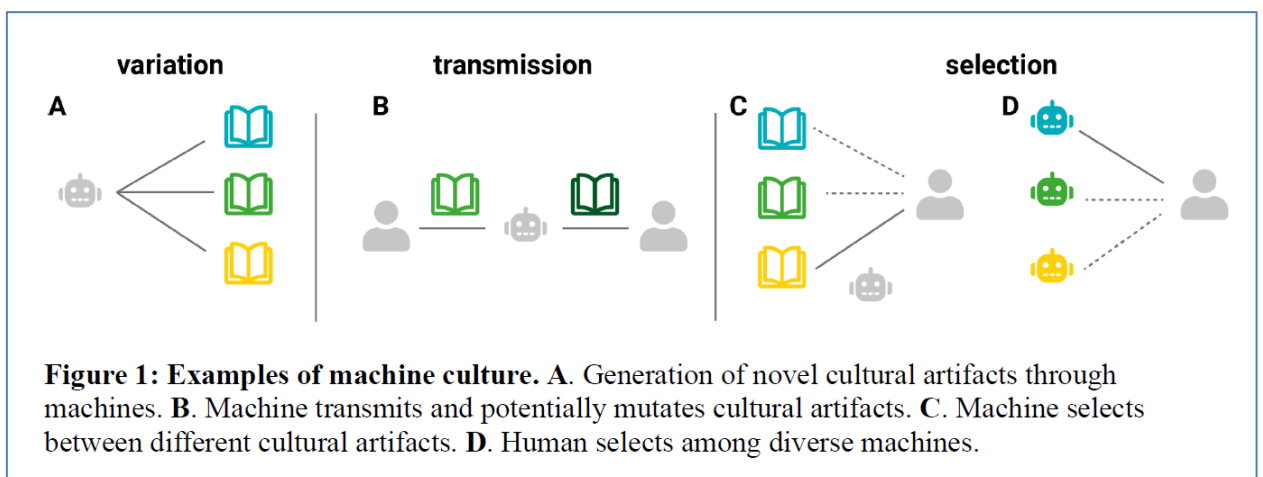 variation transmission selection
A B C D
Figure 1: Examples of machine culture. A. Generation of novel cultural artifacts through
machines. B. Machine transmits and potentially mutates cultural artifacts. C. Machine selects
between different cultural artifacts. D. Human selects among diverse machines.